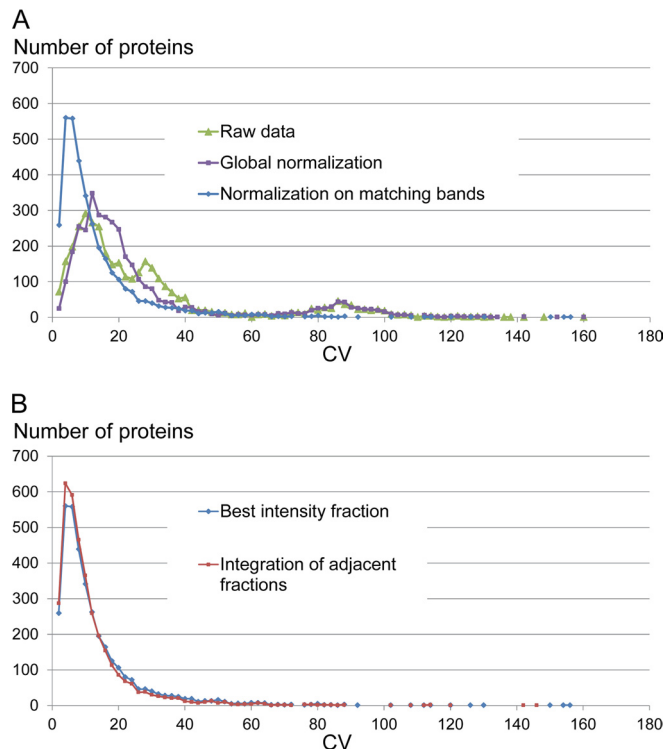 A
Number of proteins
700
600
500
400
300
200
100
0
Raw data
Global normalization
Normalization on matching bands
0 20 40 60 80 100 120 140 160 180
CV
B
Number of proteins
700
600
500
400
300
200
100
0
Best intensity fraction
Integration of adjacent
fractions
0 20 40 60 80 100 120 140 160 180
CV